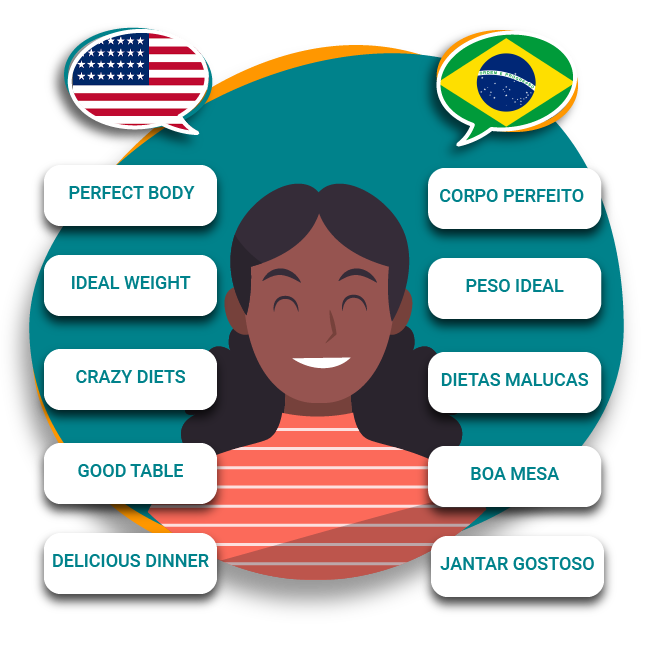 PERFECT BODY
CORPO PERFEITO
IDEAL WEIGHT
PESO IDEAL
CRAZY DIETS
DIETAS MALUCAS
GOOD TABLE
BOA MESA
DELICIOUS DINNER
JANTAR GOSTOSO